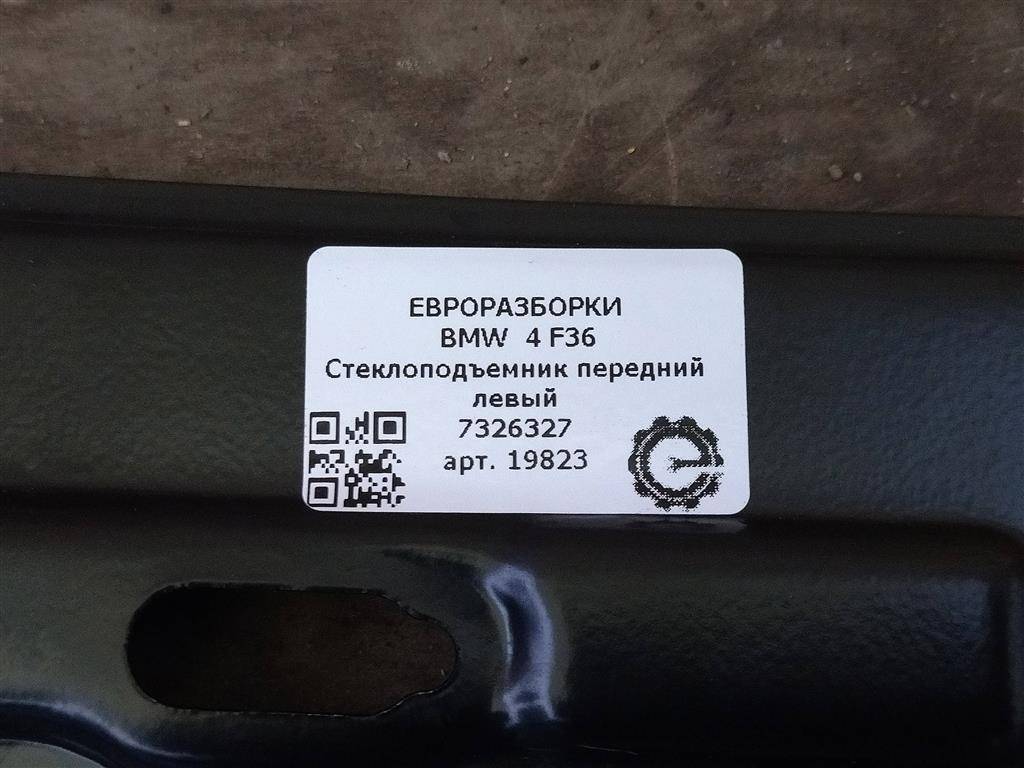 ЕВРОРАЗБОРКИ
BMW 4 F36
Стеклоподъемник передний
левый
7326327
арт. 19823